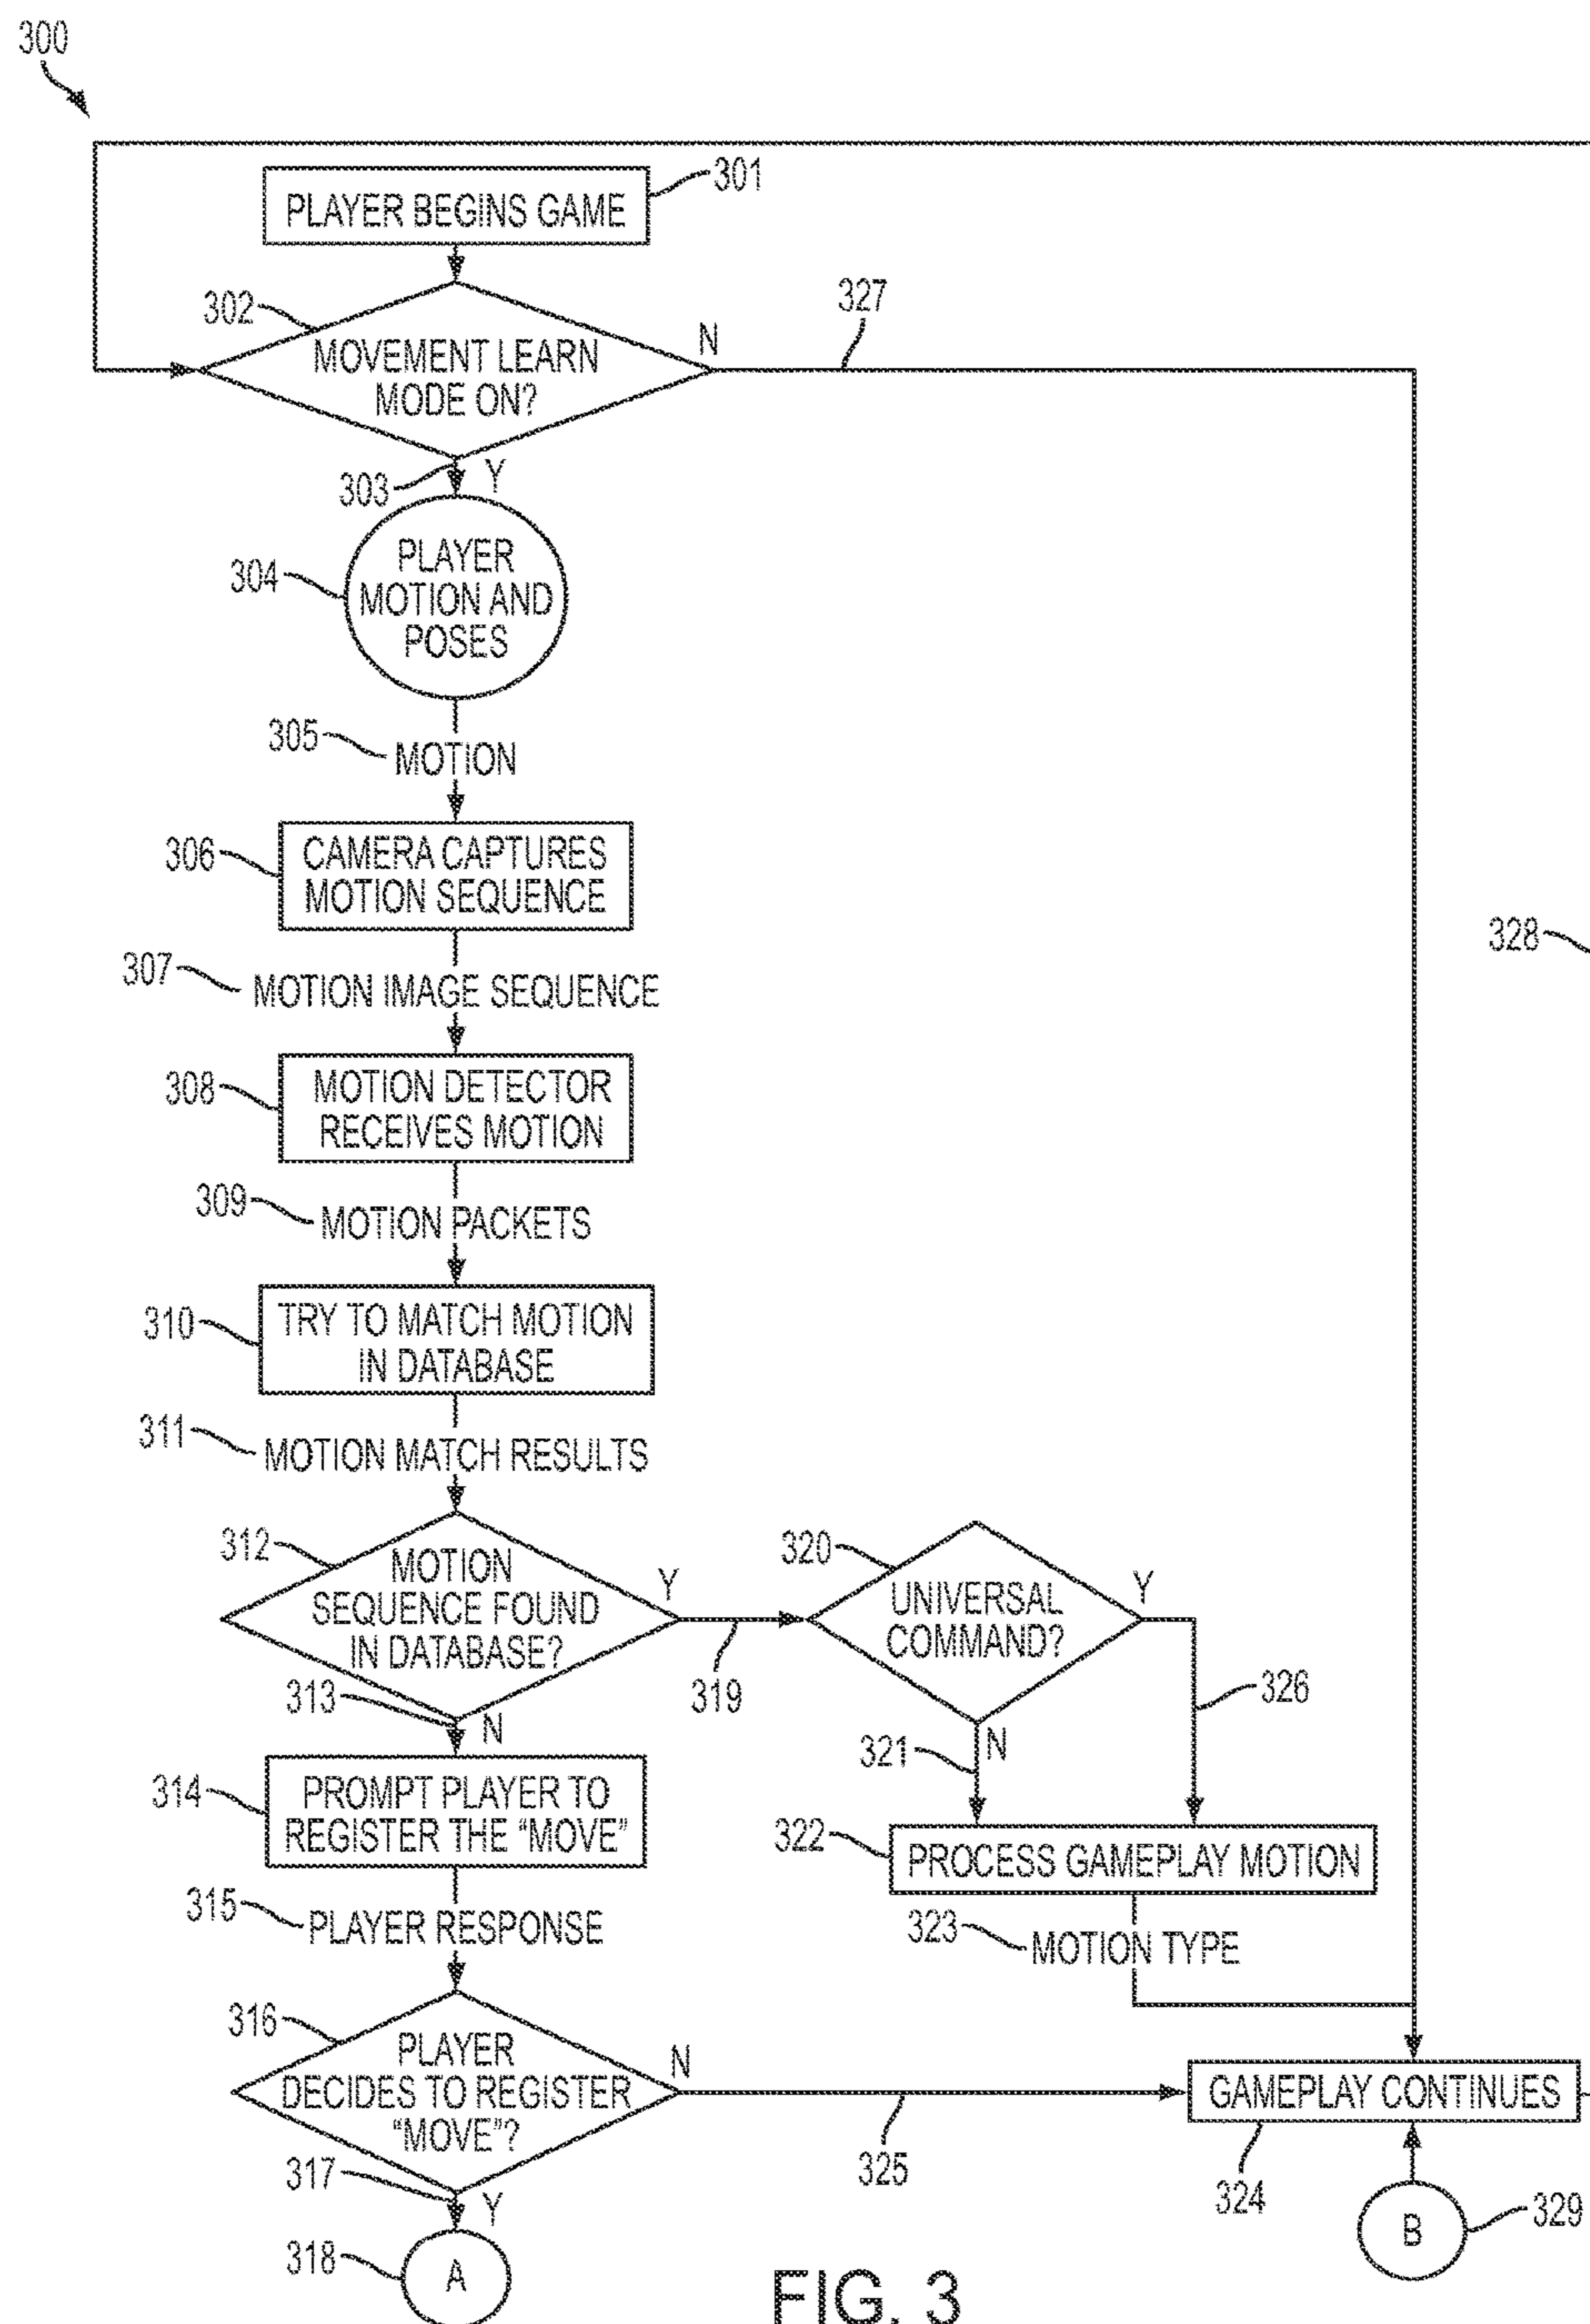 300
PLAYER BEGINS GAME
301
302
MOVEMENT LEARN
MODE ON?
N
327
303
Y
304
PLAYER
MOTION AND
POSES
305
MOTION
306
CAMERA CAPTURES
MOTION SEQUENCE
328
307
MOTION IMAGE SEQUENCE
308
MOTION DETECTOR
RECEIVES MOTION
309
MOTION PACKETS
310
TRY TO MATCH MOTION
IN DATABASE
311
MOTION MATCH RESULTS
312
MOTION
SEQUENCE FOUND
IN DATABASE?
Y
319
320
UNIVERSAL
COMMAND?
Y
326
313
N
321
N
314
PROMPT PLAYER TO
REGISTER THE “MOVE”
322
PROCESS GAMEPLAY MOTION
315
PLAYER RESPONSE
323
MOTION TYPE
316
PLAYER
DECIDES TO REGISTER
“MOVE”?
N
325
GAMEPLAY CONTINUES
324
317
Y
318
A
B
329
FIG. 3